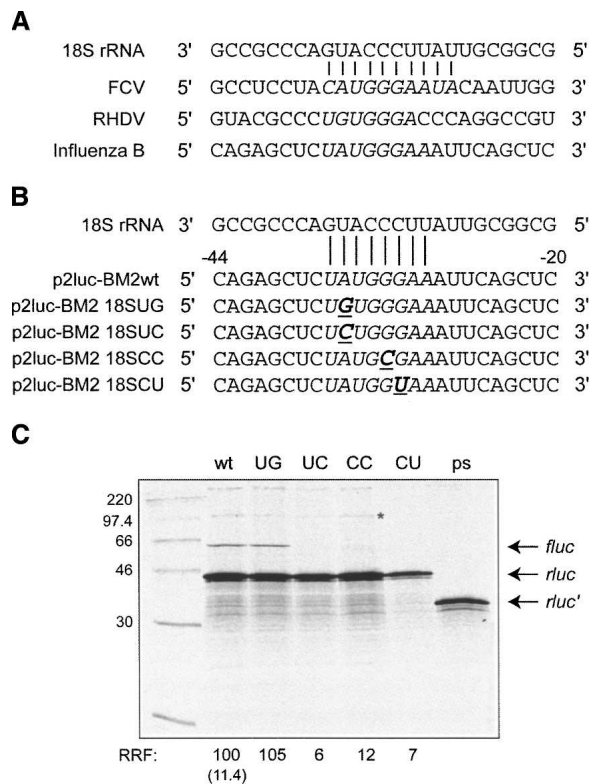 A
18S rRNA 3' GCCGCCCAGUACCCUUAUUGCGGCG 5'
FCV 5' GCCUCCUACAUGGGAAUACAAUUGG 3'
RHDV 5' GUACGCCCUGUGUGGGACCCAGGCCGU 3'
Influenza B 5' CAGAGCUCUAUGGGAAAUUCAGCUC 3'
B
18S rRNA 3' GCCGCCCAGUACCCUUAUUGCGGCG 5'
-44 -20
p2luc-BM2wt 5' CAGAGCUCUAUGGGAAAUUCAGCUC 3'
p2luc-BM2 18SUG 5' CAGAGCUCUGUGGGAAAUUCAGCUC 3'
p2luc-BM2 18SUC 5' CAGAGCUCUCUGGGAAAUUCAGCUC 3'
p2luc-BM2 18SCC 5' CAGAGCUCUAUGCGAAAUUCAGCUC 3'
p2luc-BM2 18SCU 5' CAGAGCUCUAUGGUAAAUUCAGCUC 3'
C
wt UG UC CC CU ps
220
97.4 *
66 fluc
46 rluc
rluc'
30
RRF: 100 105 6 12 7
(11.4)